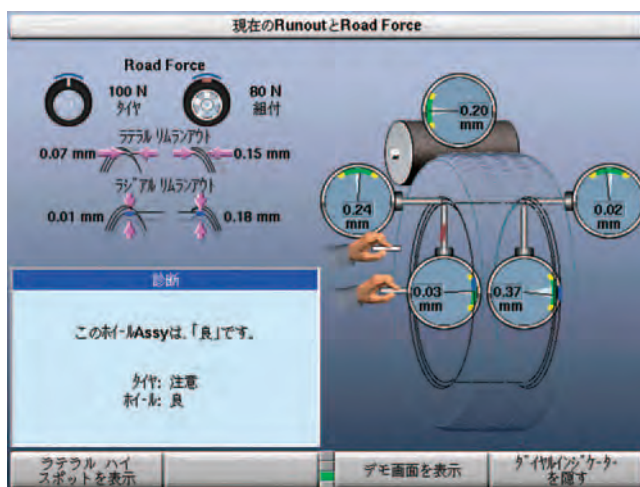 現在のRunoutとRoad Force
Road Force
100 N
タイヤ
80 N
組付
ラテラル リムランアウト
0.07 mm
0.15 mm
ラジアル リムランアウト
0.01 mm
0.18 mm
0.20
mm
0.24
mm
0.02
mm
0.03
mm
0.37
mm
診断
このホイールAssyは、「良」です。
タイヤ: 注意
ホイール: 良
ラテラル ハイ
スポットを表示
デモ画面を表示
ダイヤルインジケーター
を隠す